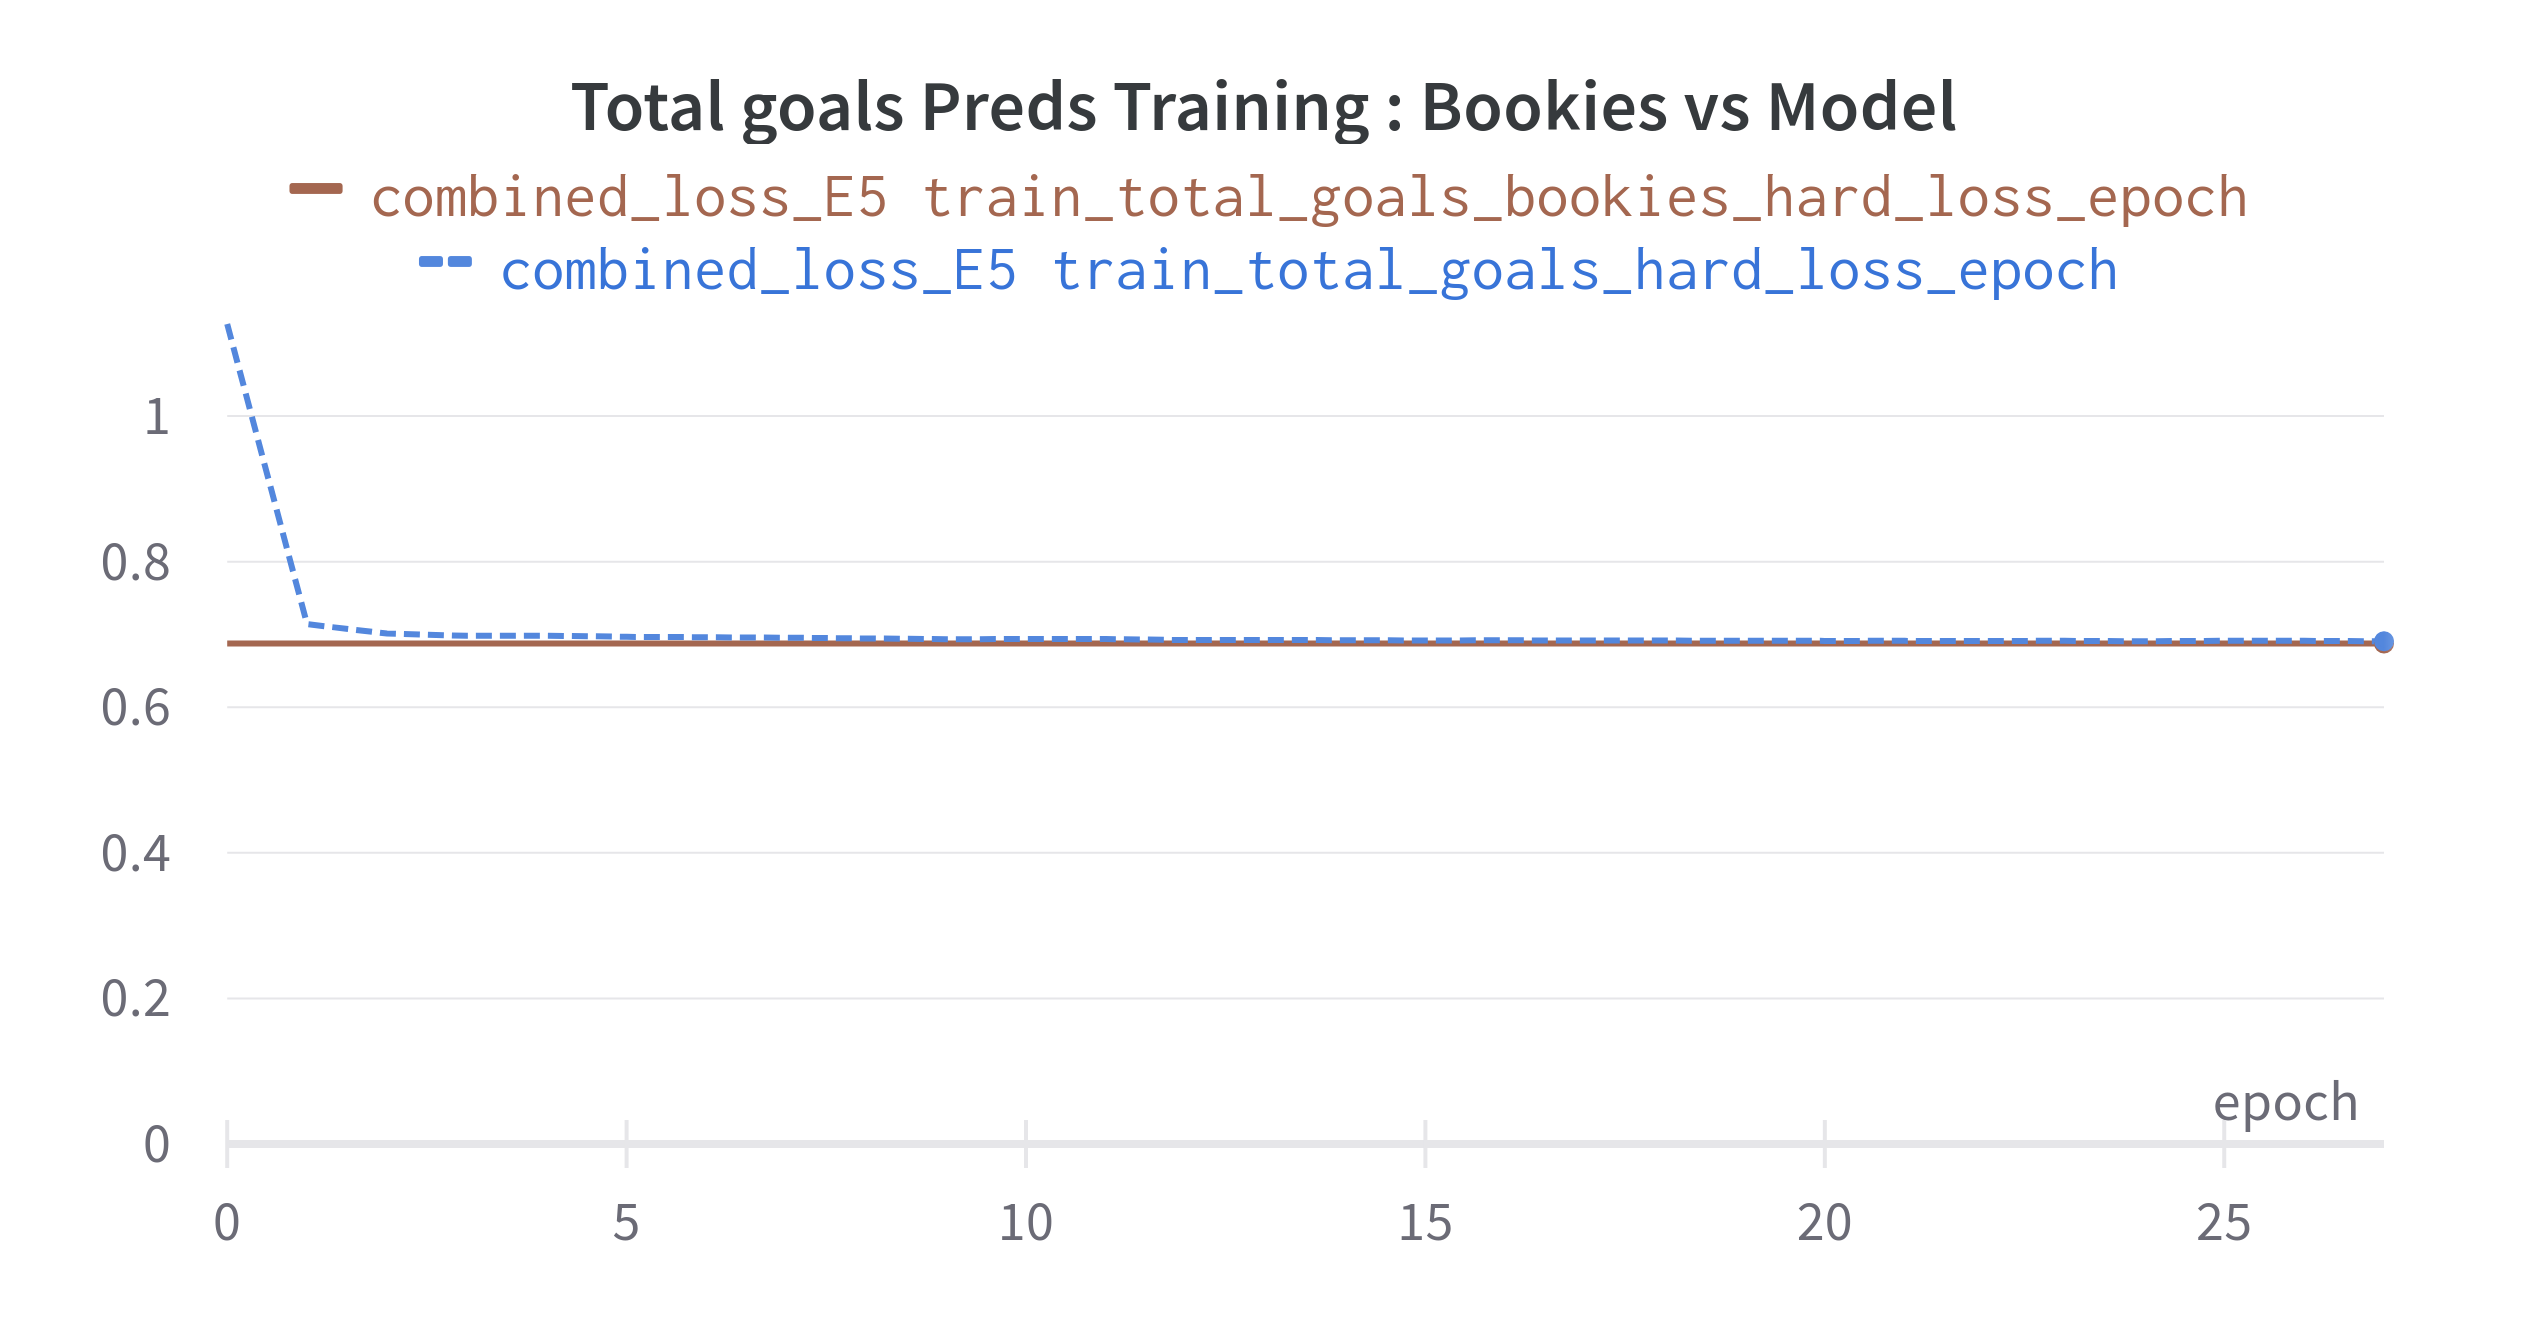 Total goals Preds Training : Bookies vs Model
combined_loss_E5 train_total_goals_bookies_hard_loss_epoch
combined_loss_E5 train_total_goals_hard_loss_epoch
1
0.8
0.6
0.4
0.2
epoch
0
0 5 10 15 20 25